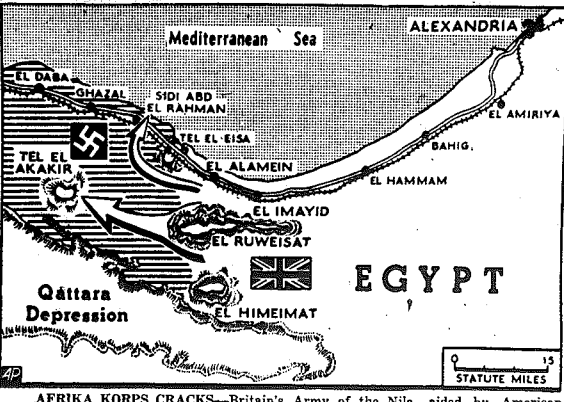 Mediterranean Sea
ALEXANDRIA
EL DABA
GHAZAL
SIDI ABD
EL RAHMAN
TEL EL EISA
EL AMIRIYA
BAHIG.
TEL EL
AKAKIR
EL ALAMEIN
EL HAMMAM
EL IMAYID
EL RUWEISAT
EGYPT
Qáttara
Depression
EL HIMEIMAT
0 15
STATUTE MILES
AP
AFRIKA KORPS CRACKS—Britain's Army of the Nile, aided by American